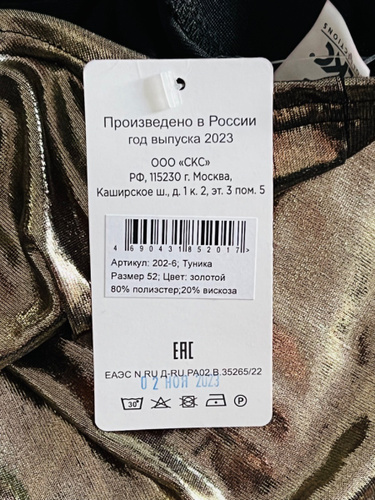 Произведено в России
год выпуска 2023
ООО «СКС»
РФ, 115230 г. Москва,
Каширское ш., д. 1 к. 2, эт. 3 пом. 5
4 690431 852017 >
Артикул: 202-6; Туника
Размер 52; Цвет: золотой
80% полиэстер;20% вискоза
ЕАС
ЕАЭС N RU Д-RU.РА02.В.35265/22
02 НОЯ 2023
30°
P